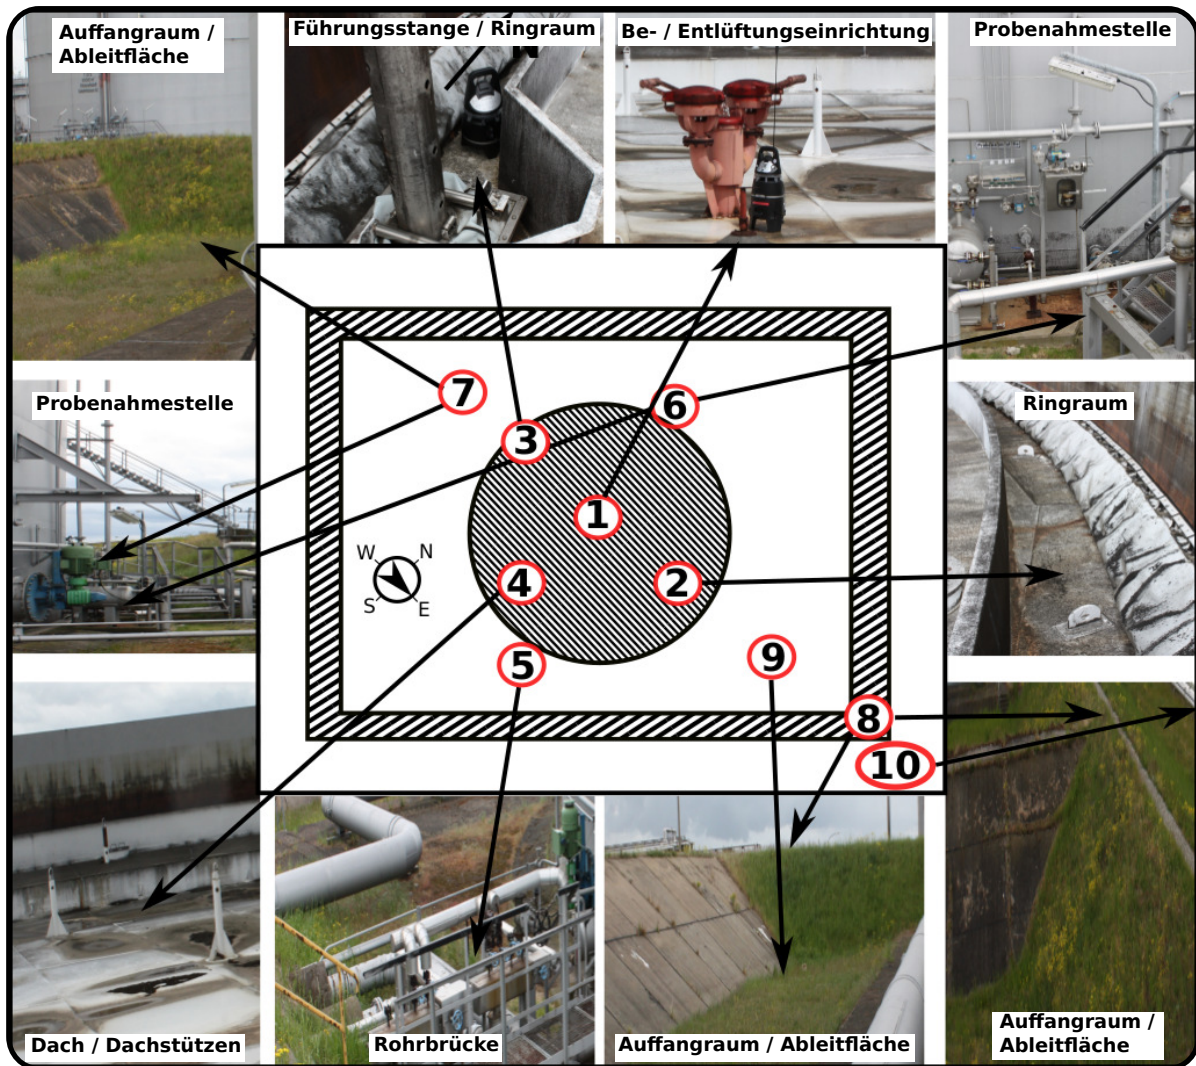 Auffangraum /
Ableitfläche
Führungsstange / Ringraum
Be- / Entlüftungseinrichtung
Probenahmestelle
Probenahmestelle
Ringraum
7
3
6
1
W N
S E
4
2
5
9
8
10
Dach / Dachstützen
Rohrbrücke
Auffangraum / Ableitfläche
Auffangraum /
Ableitfläche